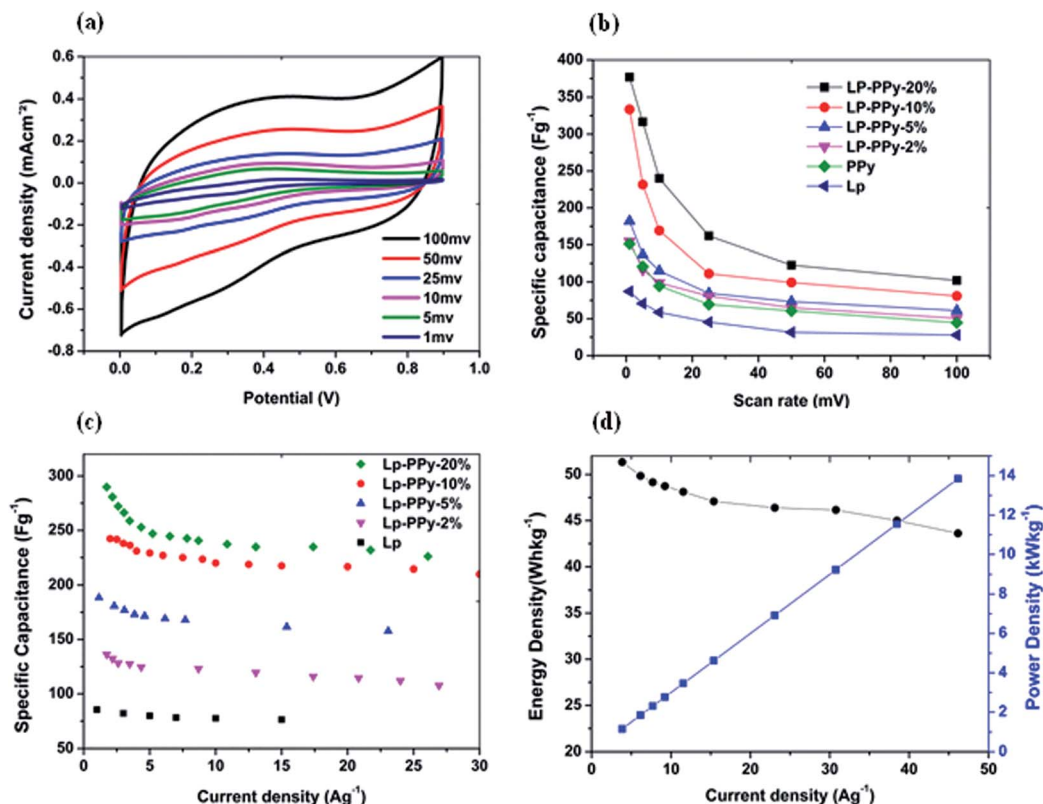 (a)
Current density (mAcm⁻²)
0.6
0.4
0.2
0.0
-0.2
-0.4
-0.6
-0.8
100mv
50mv
25mv
10mv
5mv
1mv
0.0 0.2 0.4 0.6 0.8 1.0
Potential (V)
(b)
Specific capacitance (Fg⁻¹)
400
350
300
250
200
150
100
50
0
LP-PPy-20%
LP-PPy-10%
LP-PPy-5%
LP-PPy-2%
PPy
Lp
0 20 40 60 80 100
Scan rate (mV)
(c)
Specific Capacitance (Fg⁻¹)
300
250
200
150
100
50
Lp-PPy-20%
Lp-PPy-10%
Lp-PPy-5%
Lp-PPy-2%
Lp
0 5 10 15 20 25 30
Current density (Ag⁻¹)
(d)
Energy Density(Whkg⁻¹)
50
45
40
35
30
25
20
14
12
10
8
6
4
2
0
Power Density (kWkg⁻¹)
0 10 20 30 40 50
Current density (Ag⁻¹)